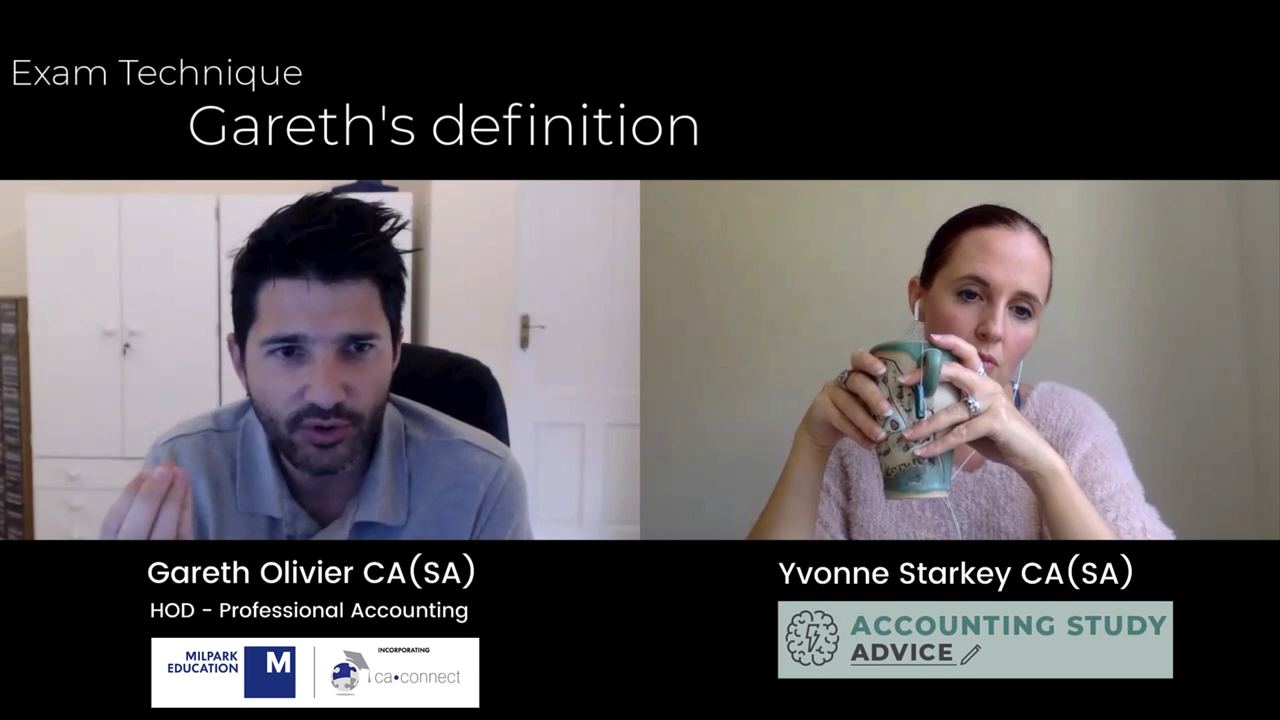 Exam Technique
Gareth's definition
Gareth Olivier CA(SA)
HOD - Professional Accounting
MILPARK
EDUCATION
M
INCORPORATING
ca•connect
Yvonne Starkey CA(SA)
ACCOUNTING STUDY
ADVICE